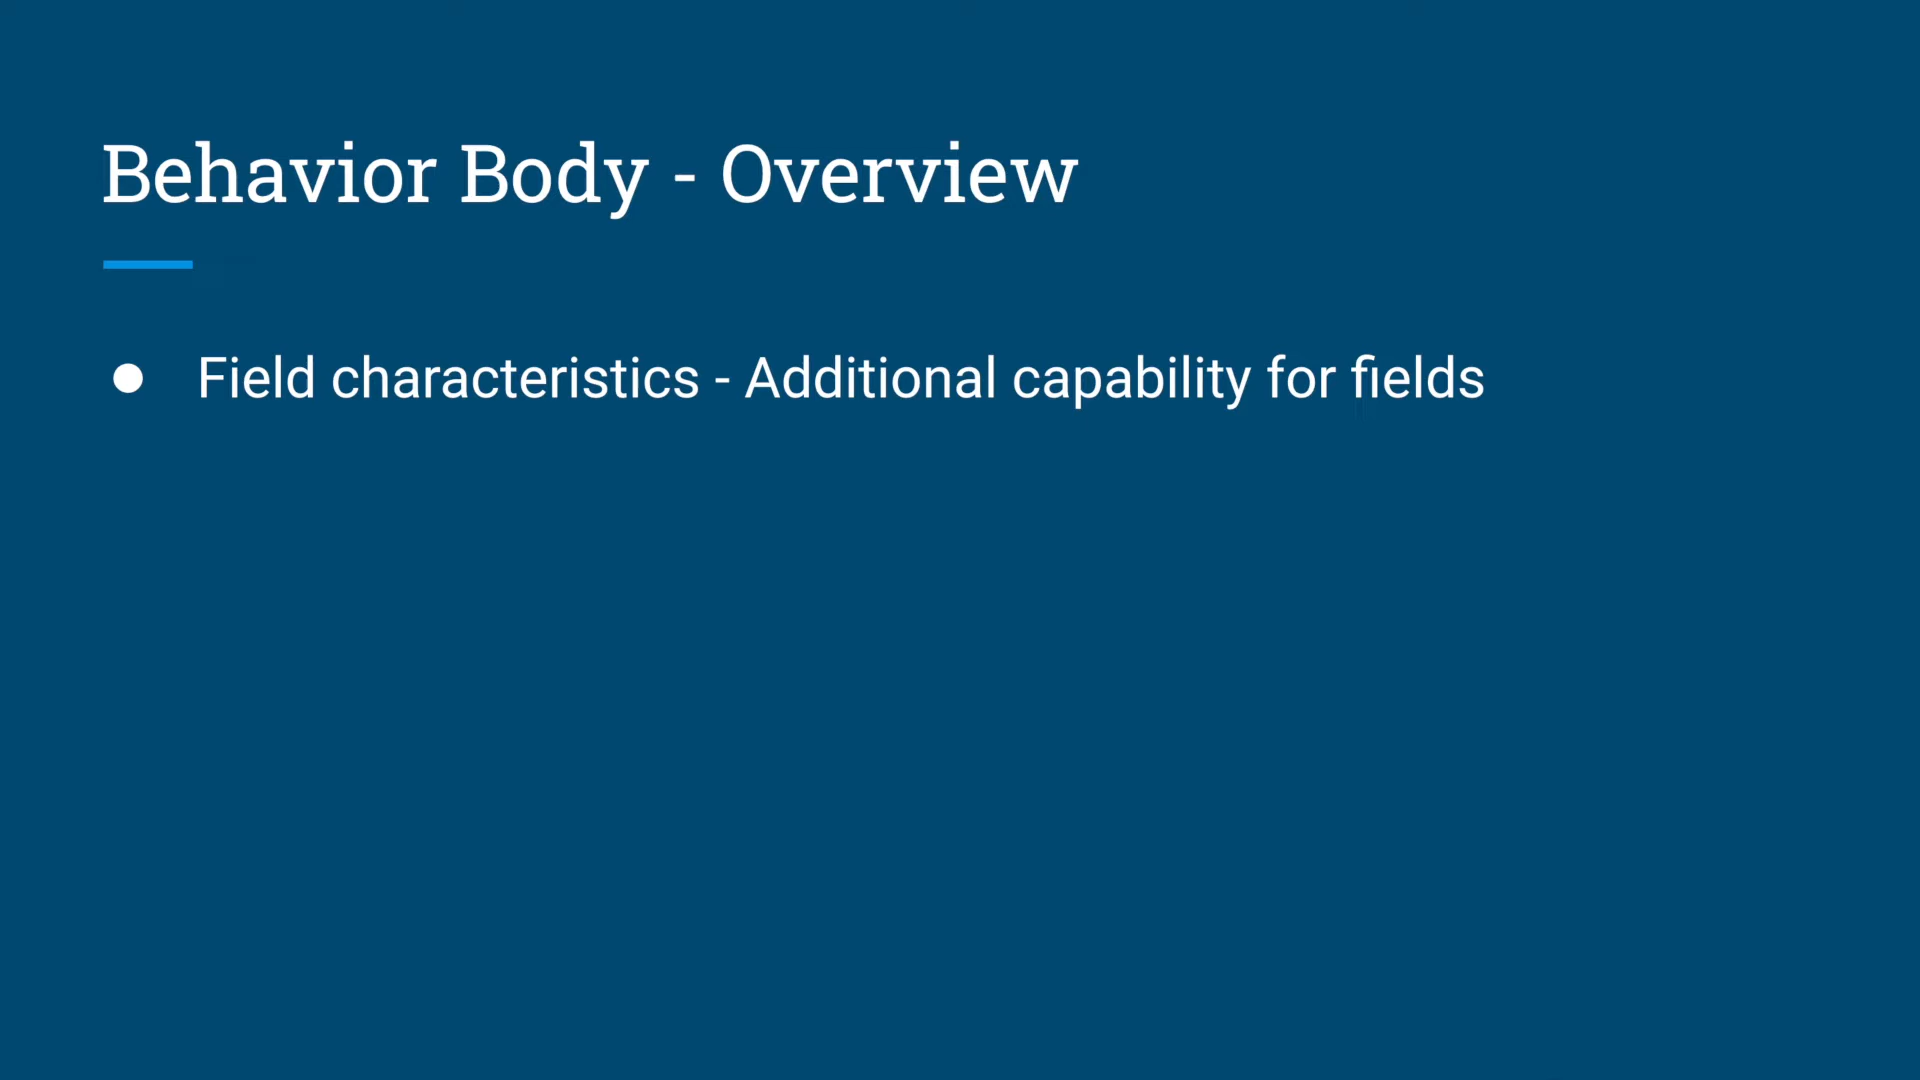 Behavior Body - Overview
● Field characteristics - Additional capability for fields